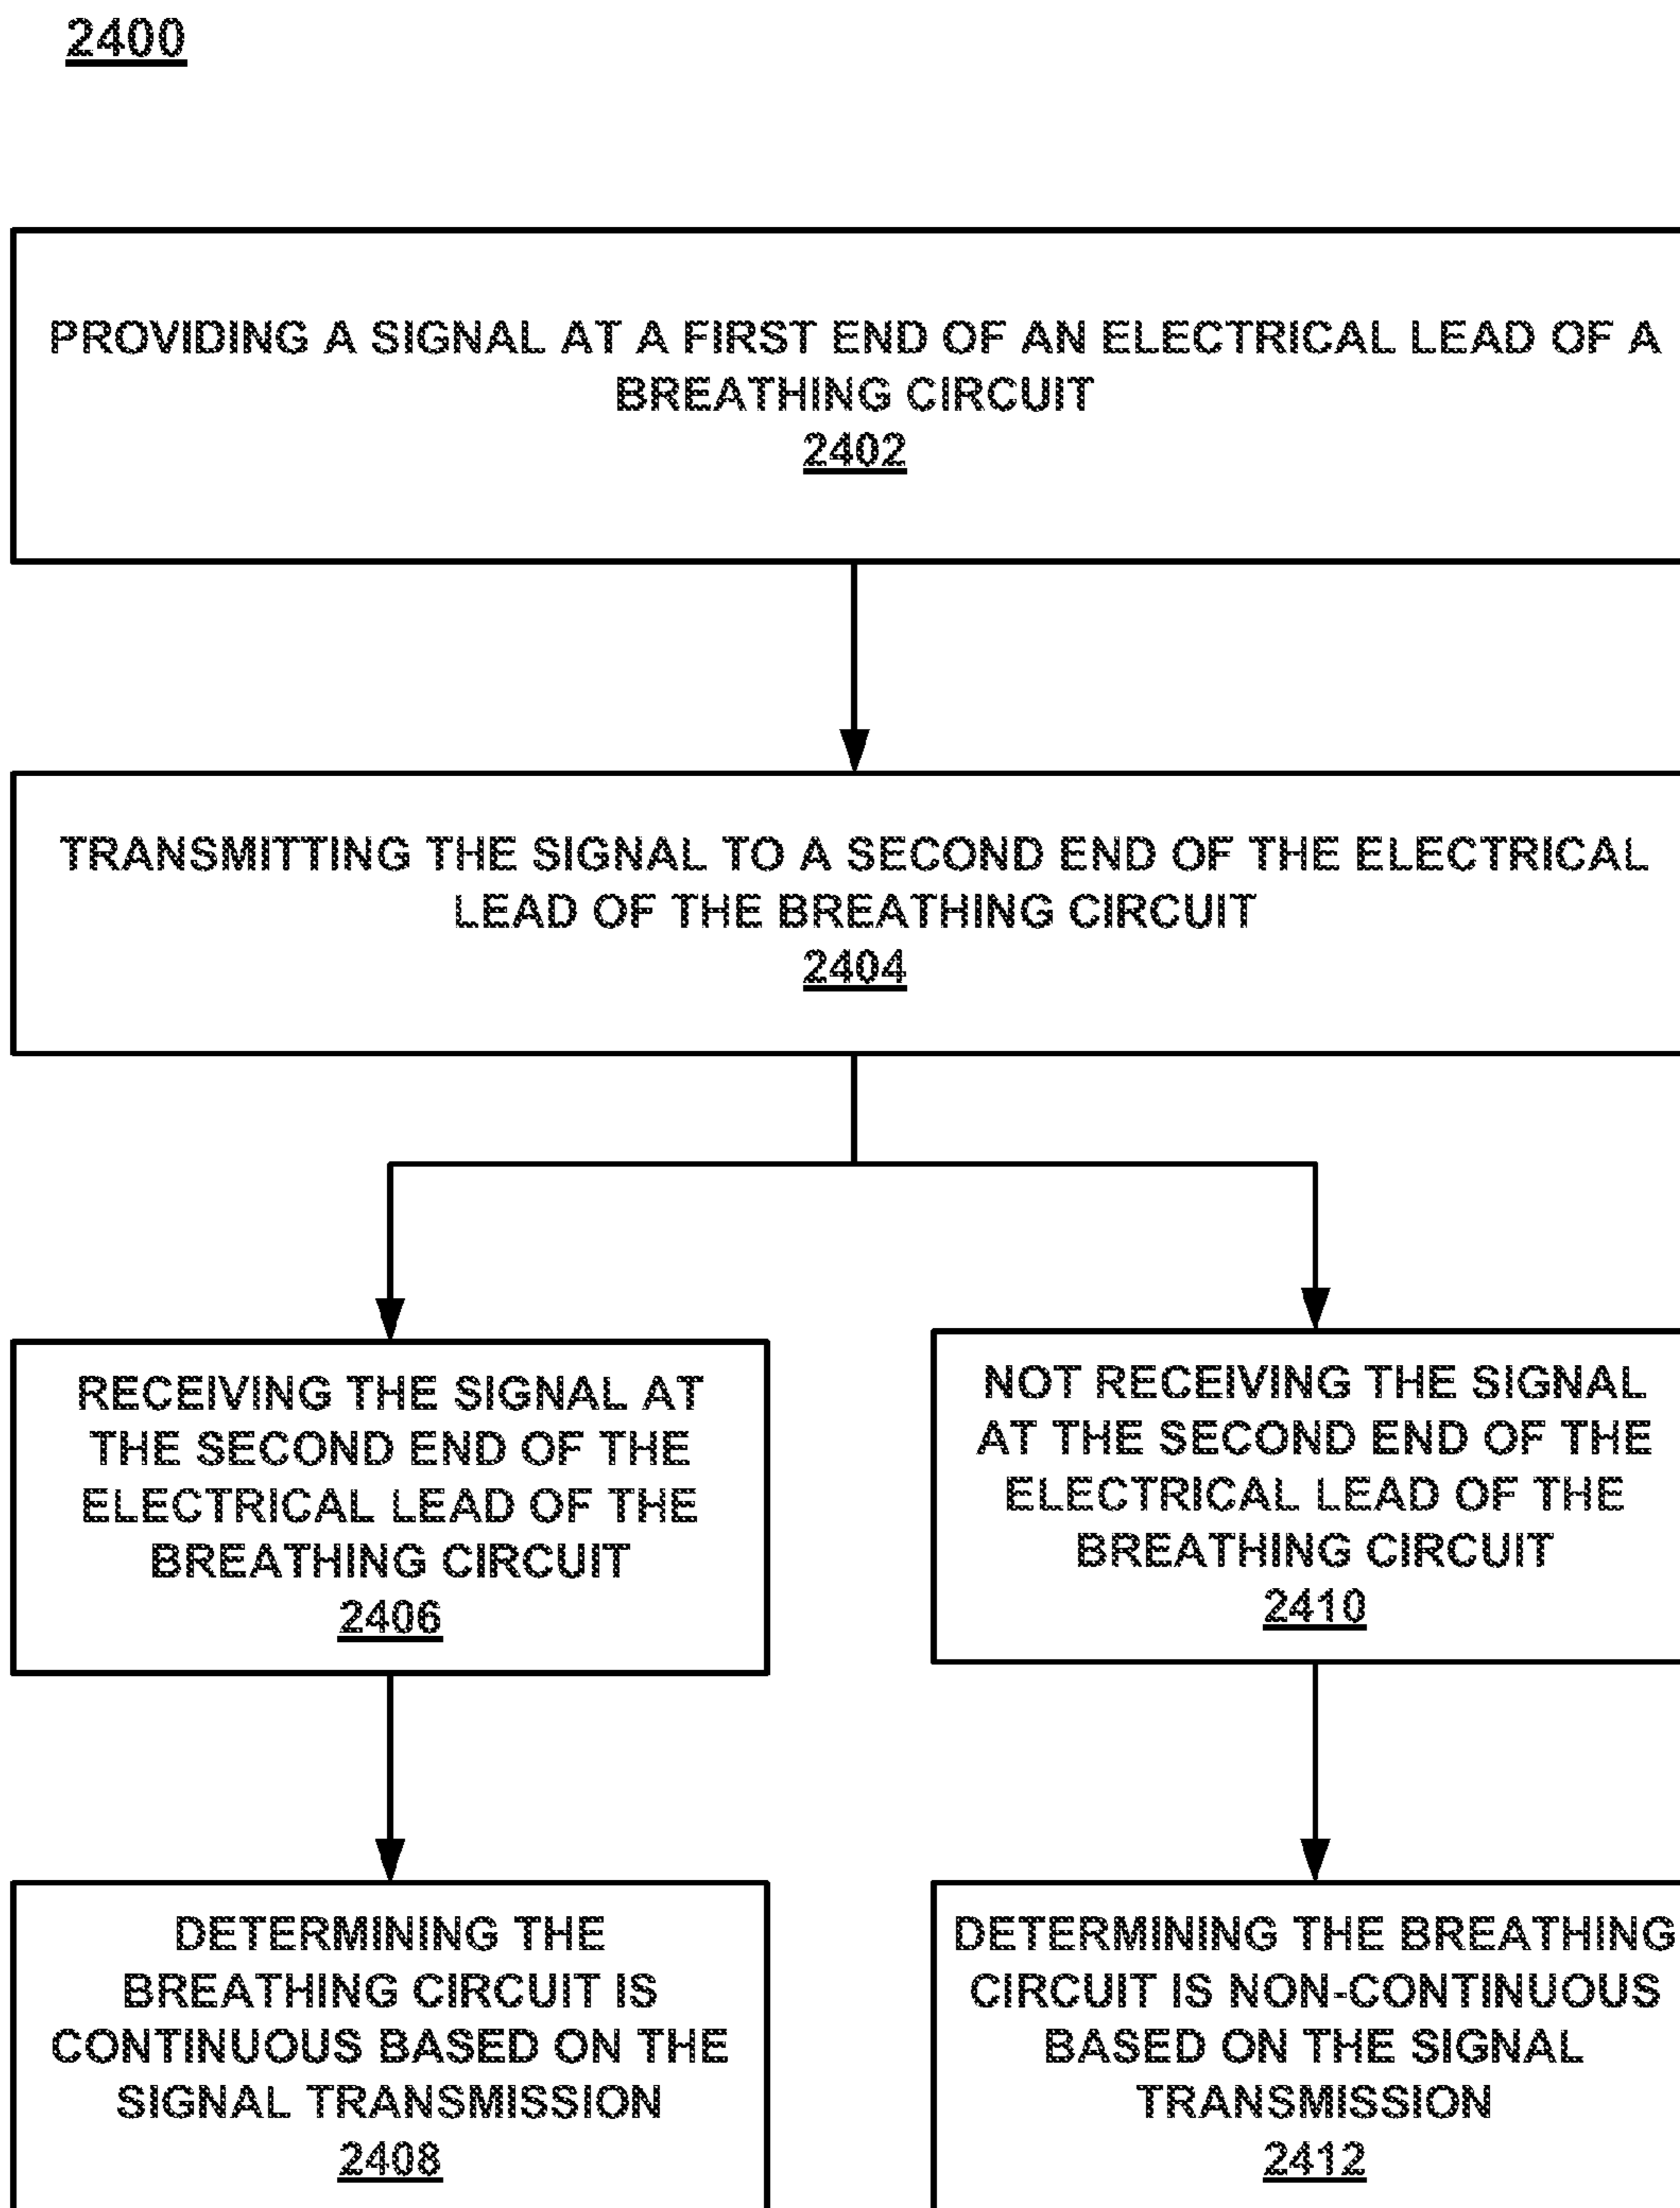 2400
PROVIDING A SIGNAL AT A FIRST END OF AN ELECTRICAL LEAD OF A
BREATHING CIRCUIT
2402
TRANSMITTING THE SIGNAL TO A SECOND END OF THE ELECTRICAL
LEAD OF THE BREATHING CIRCUIT
2404
RECEIVING THE SIGNAL AT
THE SECOND END OF THE
ELECTRICAL LEAD OF THE
BREATHING CIRCUIT
2406
NOT RECEIVING THE SIGNAL
AT THE SECOND END OF THE
ELECTRICAL LEAD OF THE
BREATHING CIRCUIT
2410
DETERMINING THE
BREATHING CIRCUIT IS
CONTINUOUS BASED ON THE
SIGNAL TRANSMISSION
2408
DETERMINING THE BREATHING
CIRCUIT IS NON-CONTINUOUS
BASED ON THE SIGNAL
TRANSMISSION
2412